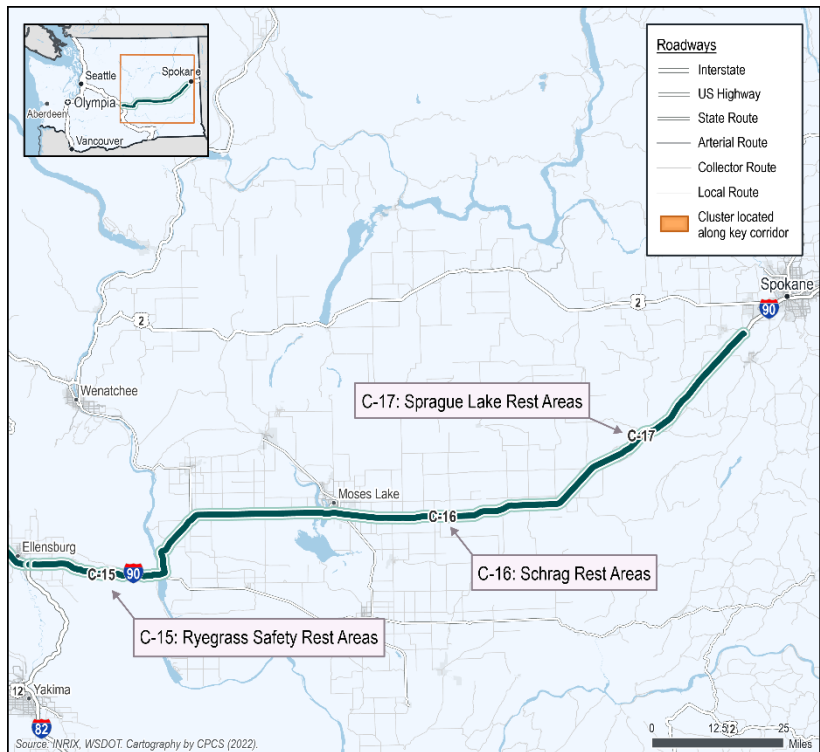 Seattle
Spokane
Olympia
Aberdeen
Vancouver
Roadways
Interstate
US Highway
State Route
Arterial Route
Collector Route
Local Route
Cluster located
along key corridor
Spokane
90
2
2
Wenatchee
C-17: Sprague Lake Rest Areas
C-17
Moses Lake
C-16
Ellensburg
C-15
90
C-16: Schrag Rest Areas
C-15: Ryegrass Safety Rest Areas
12
Yakima
82
0 12.5 25
12
Miles
Source: INRIX, WSDOT. Cartography by CPCS (2022).